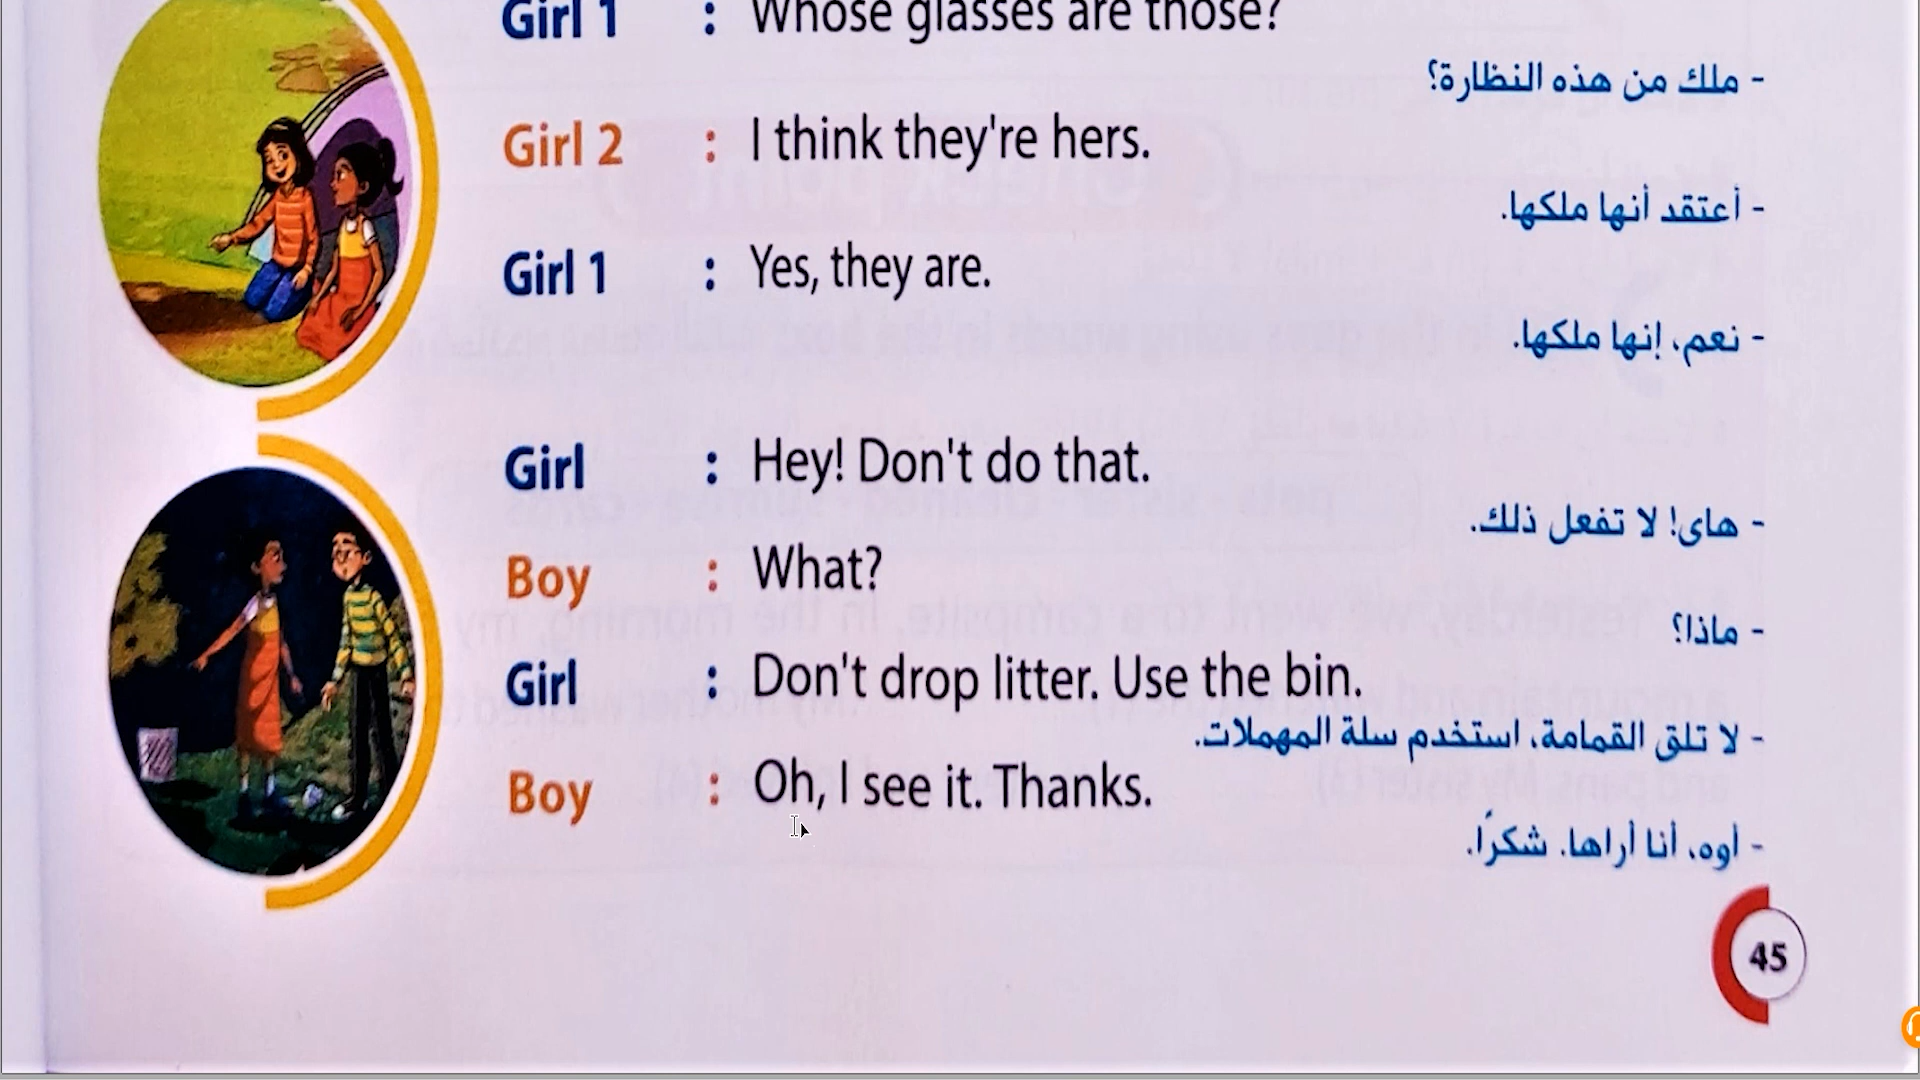 Girl 1 : Whose glasses are those?
- ملك من هذه النظارة؟
Girl 2 : I think they're hers.
- أعتقد أنها ملكها.
Girl 1 : Yes, they are.
- نعم، إنها ملكها.
Girl : Hey! Don't do that.
- هاى! لا تفعل ذلك.
Boy : What?
- ماذا؟
Girl : Don't drop litter. Use the bin.
- لا تلق القمامة، استخدم سلة المهملات.
Boy : Oh, I see it. Thanks.
- أوه، أنا أراها. شكرًا.
45